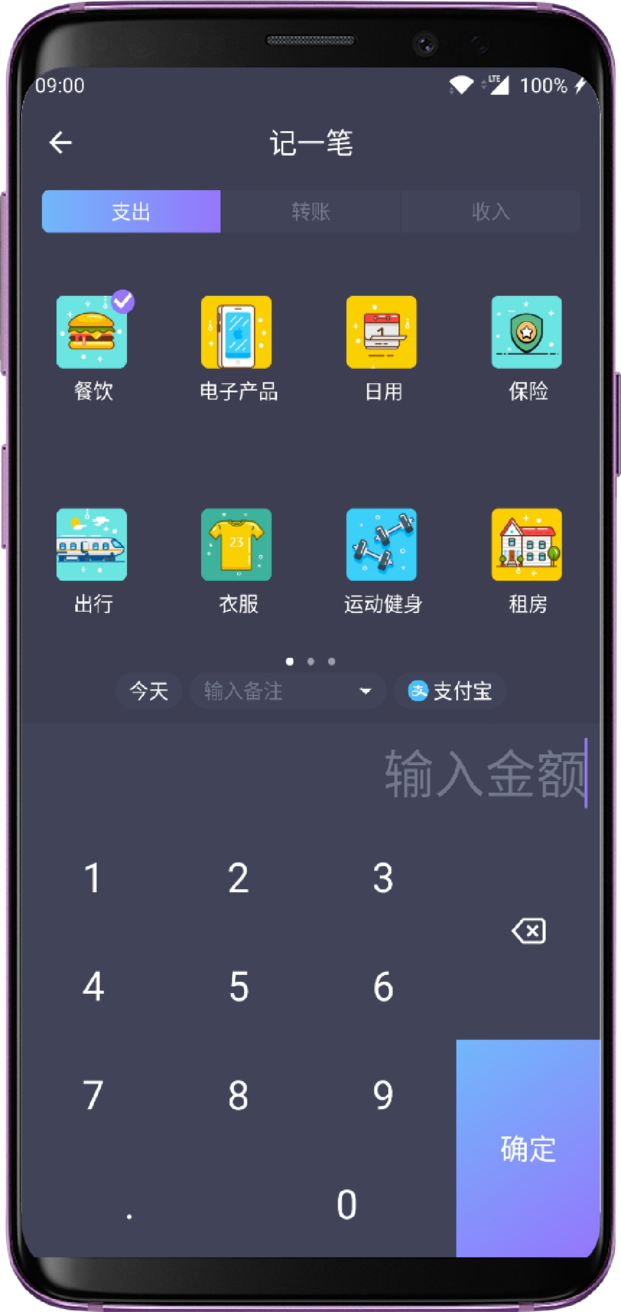 09:00 LTE 100%
记一笔
支出 转账 收入
1
餐饮 电子产品 日用 保险
23
出行 衣服 运动健身 租房
今天 输入备注 支 支付宝
输入金额
1 2 3
4 5 6
7 8 9
确定
. 0